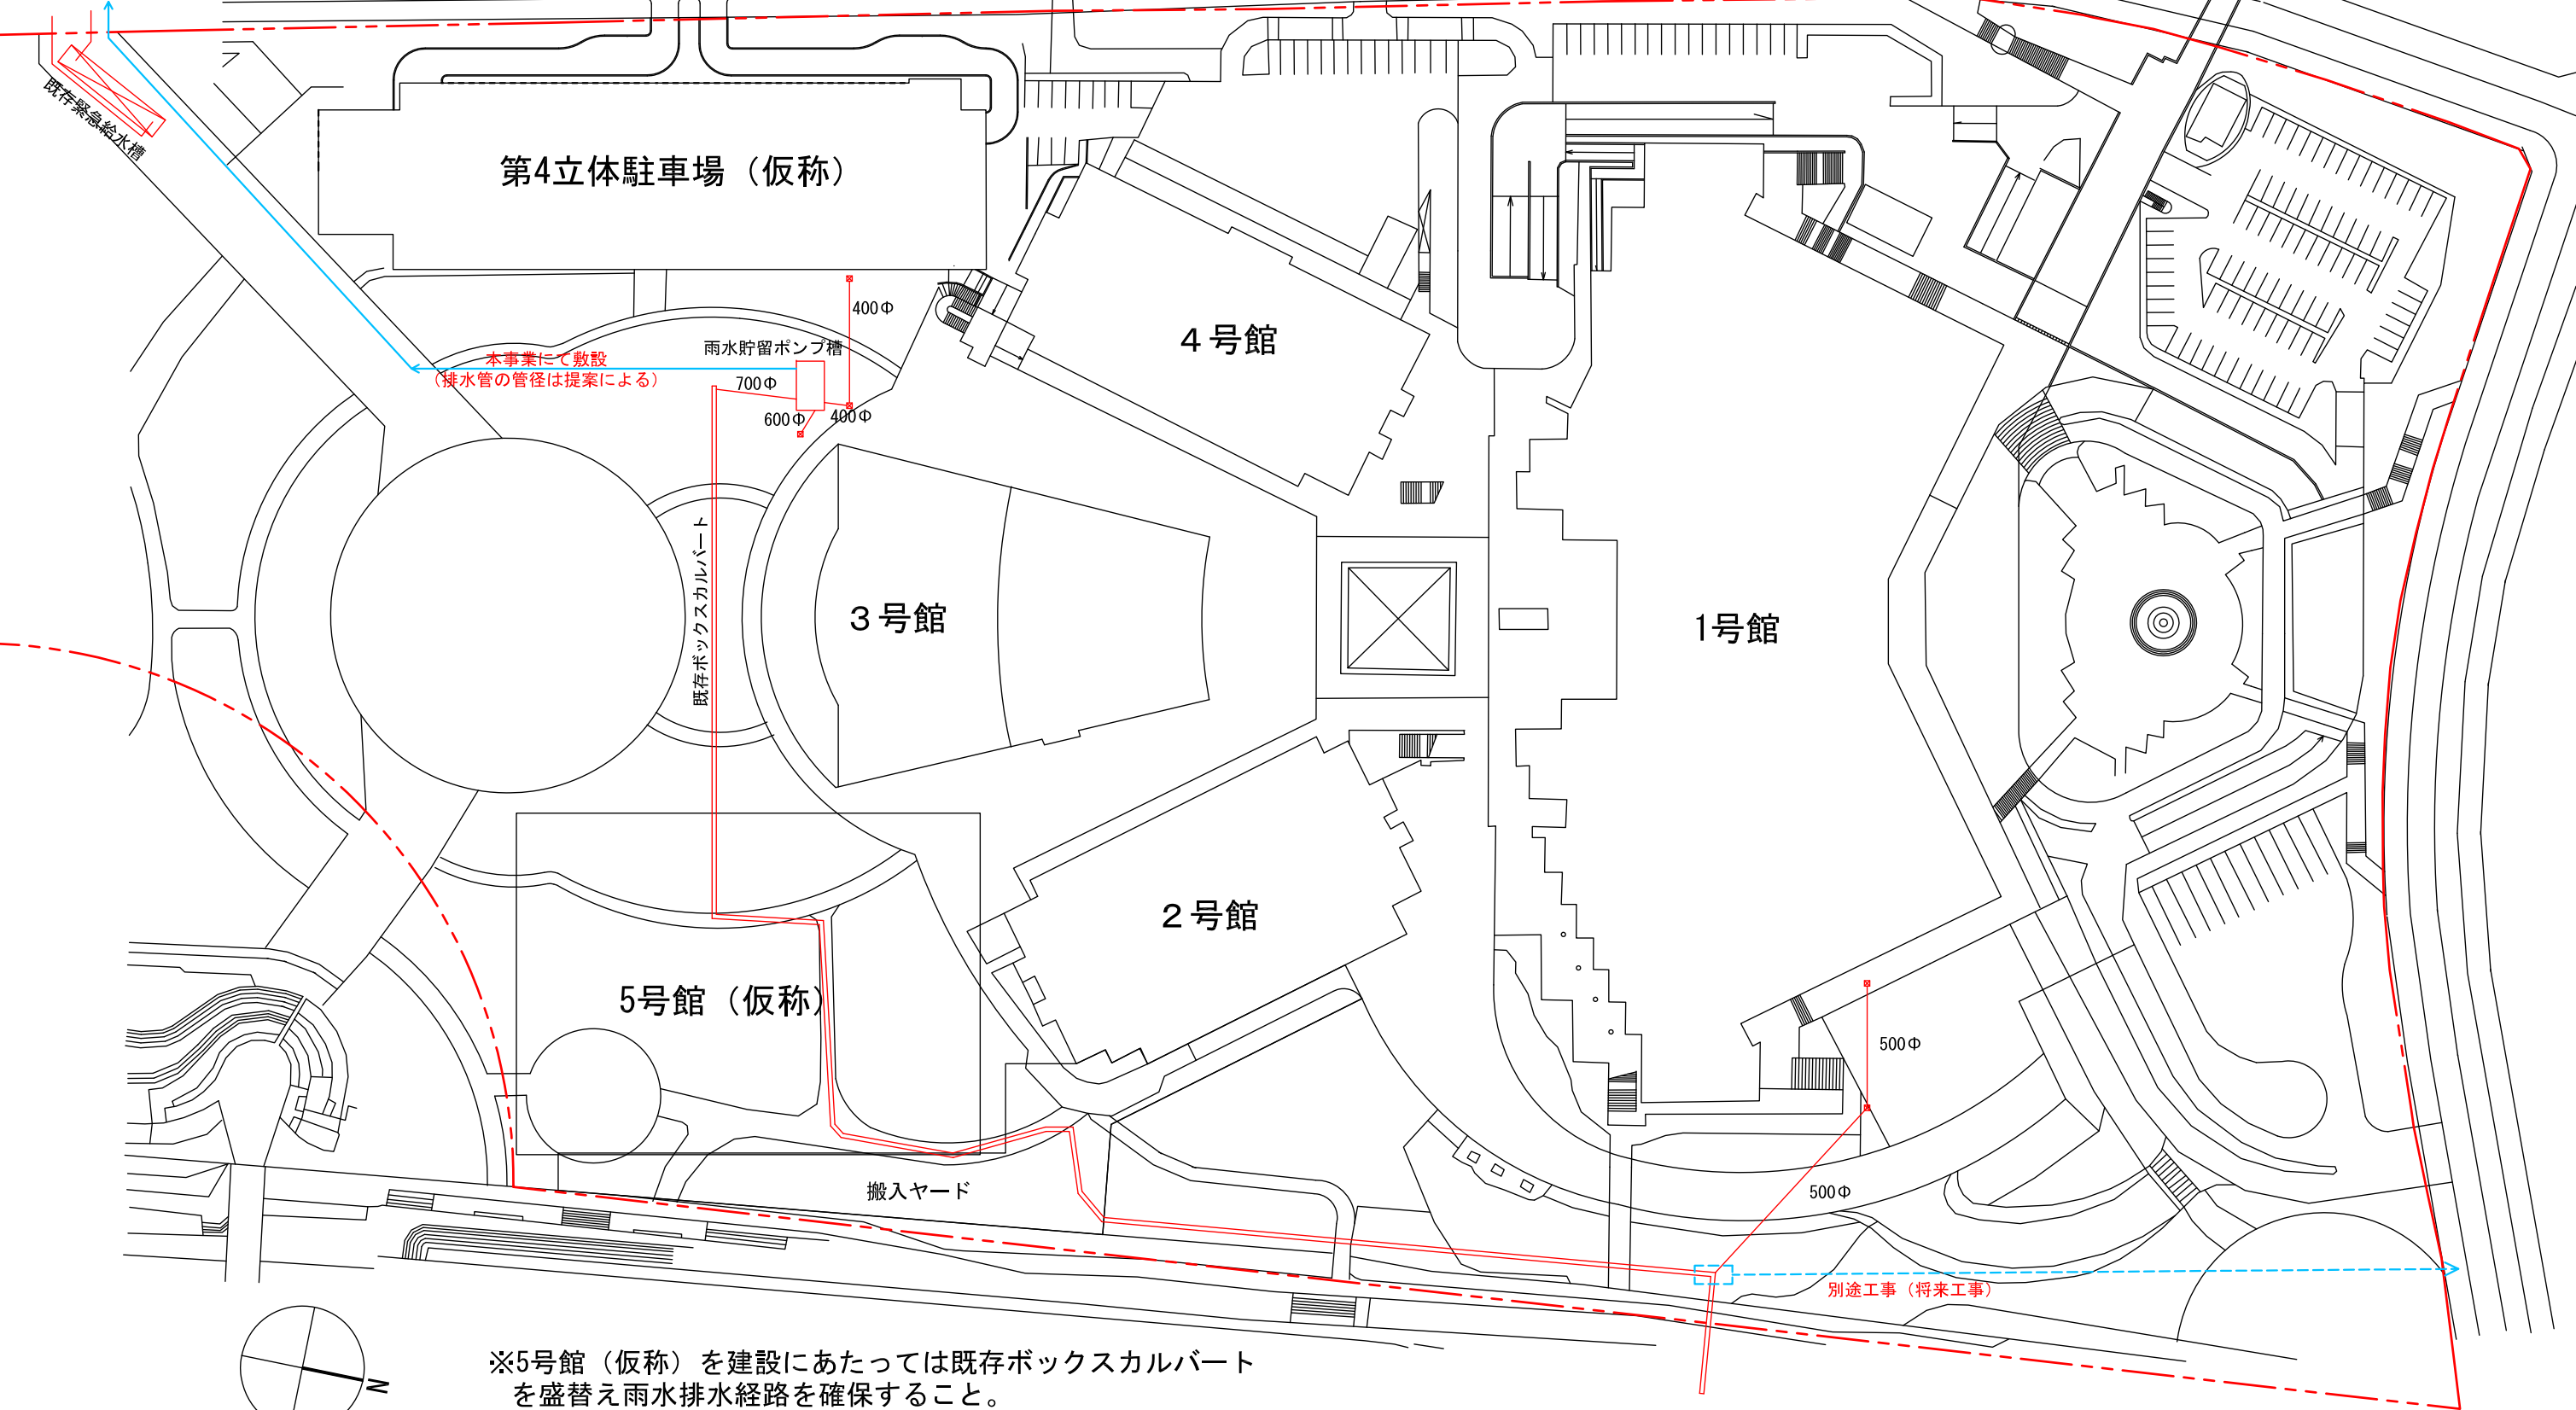 既存緊急給水槽
第4立体駐車場（仮称）
400Φ
雨水貯留ポンプ槽
本事業にて敷設
（排水管の管径は提案による）
700Φ
600Φ
400Φ
４号館
既存ボックスカルバート
３号館
1号館
２号館
5号館（仮称）
500Φ
搬入ヤード
500Φ
別途工事（将来工事）
N
※5号館（仮称）を建設にあたっては既存ボックスカルバート
を盛替え雨水排水経路を確保すること。